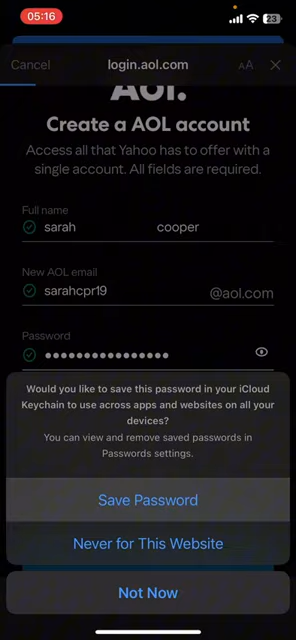 05:16
23
Cancel
login.aol.com
AA
Aol.
Create a AOL account
Access all that Yahoo has to offer with a
single account. All fields are required.
Full name
sarah cooper
New AOL email
sarahcpr19 @aol.com
Password
Would you like to save this password in your iCloud
Keychain to use across apps and websites on all your
devices?
You can view and remove saved passwords in
Passwords settings.
Save Password
Never for This Website
Not Now